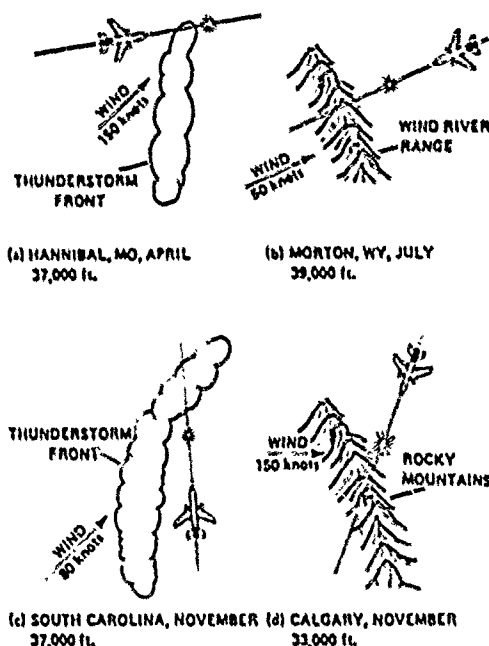 WIND
150 knots
THUNDERSTORM
FRONT
(a) HANNIBAL, MO, APRIL
37,000 ft.
WIND RIVER
RANGE
WIND
50 knots
(b) MORTON, WY, JULY
39,000 ft.
THUNDERSTORM
FRONT
WIND
80 knots
(c) SOUTH CAROLINA, NOVEMBER
37,000 ft.
WIND
150 knots
ROCKY
MOUNTAINS
(d) CALGARY, NOVEMBER
33,000 ft.